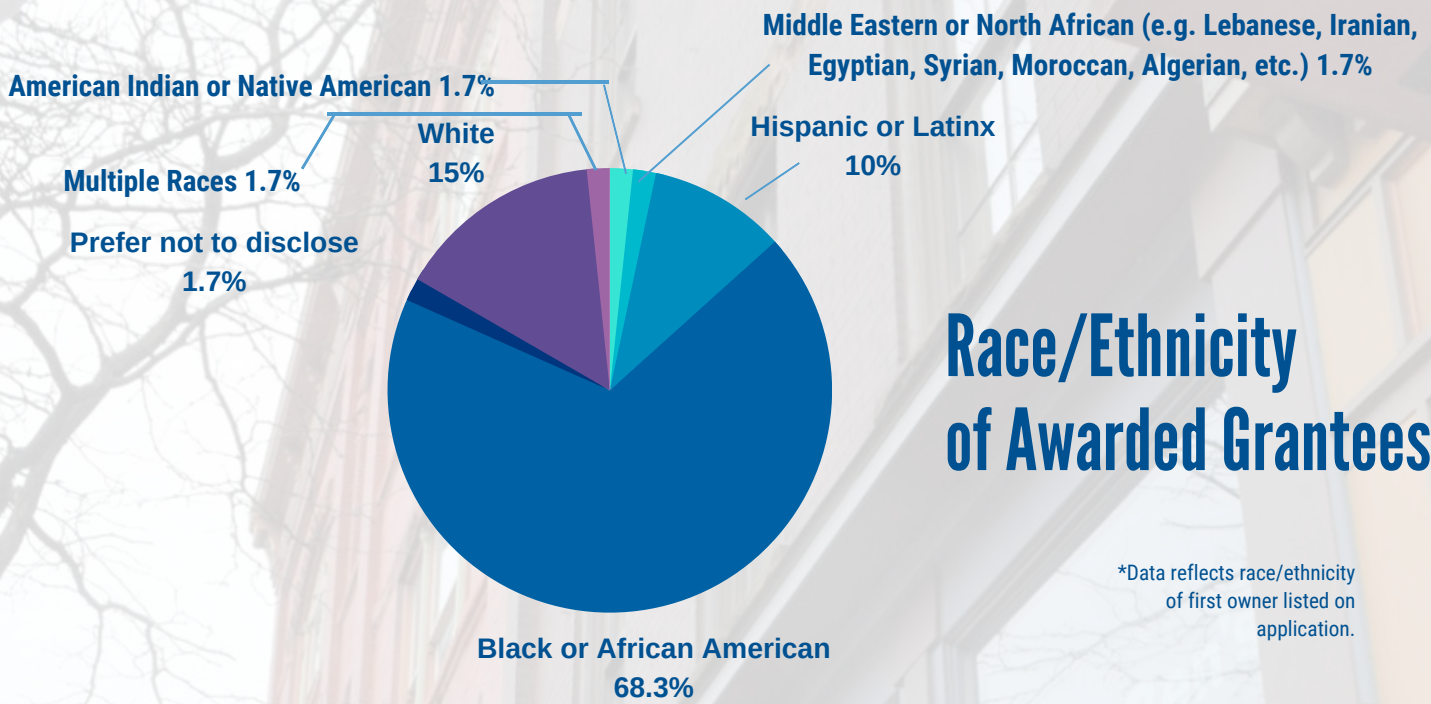 Middle Eastern or North African (e.g. Lebanese, Iranian,
Egyptian, Syrian, Moroccan, Algerian, etc.) 1.7%
American Indian or Native American 1.7%
White
15%
Hispanic or Latinx
10%
Multiple Races 1.7%
Prefer not to disclose
1.7%
Race/Ethnicity
of Awarded Grantees
*Data reflects race/ethnicity
of first owner listed on
application.
Black or African American
68.3%